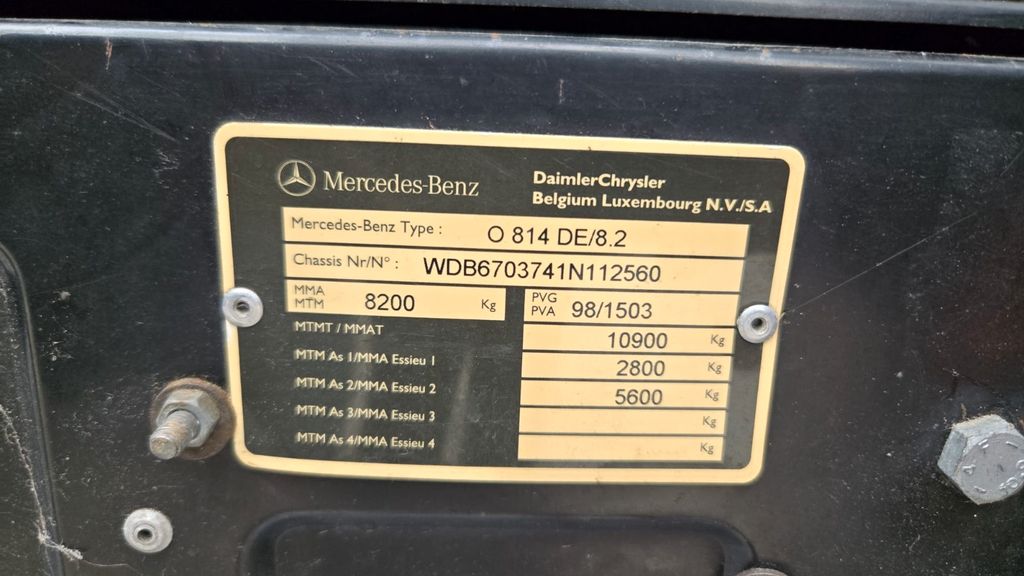 Mercedes-Benz
DaimlerChrysler
Belgium Luxembourg N.V./S.A
Mercedes-Benz Type : O 814 DE/8.2
Chassis Nr/N° : WDB6703741N112560
MMA
MTM 8200 Kg
PVG
PVA 98/1503
MTMT / MMAT 10900 Kg
MTM As 1/MMA Essieu 1 2800 Kg
MTM As 2/MMA Essieu 2 5600 Kg
MTM As 3/MMA Essieu 3 Kg
MTM As 4/MMA Essieu 4 Kg